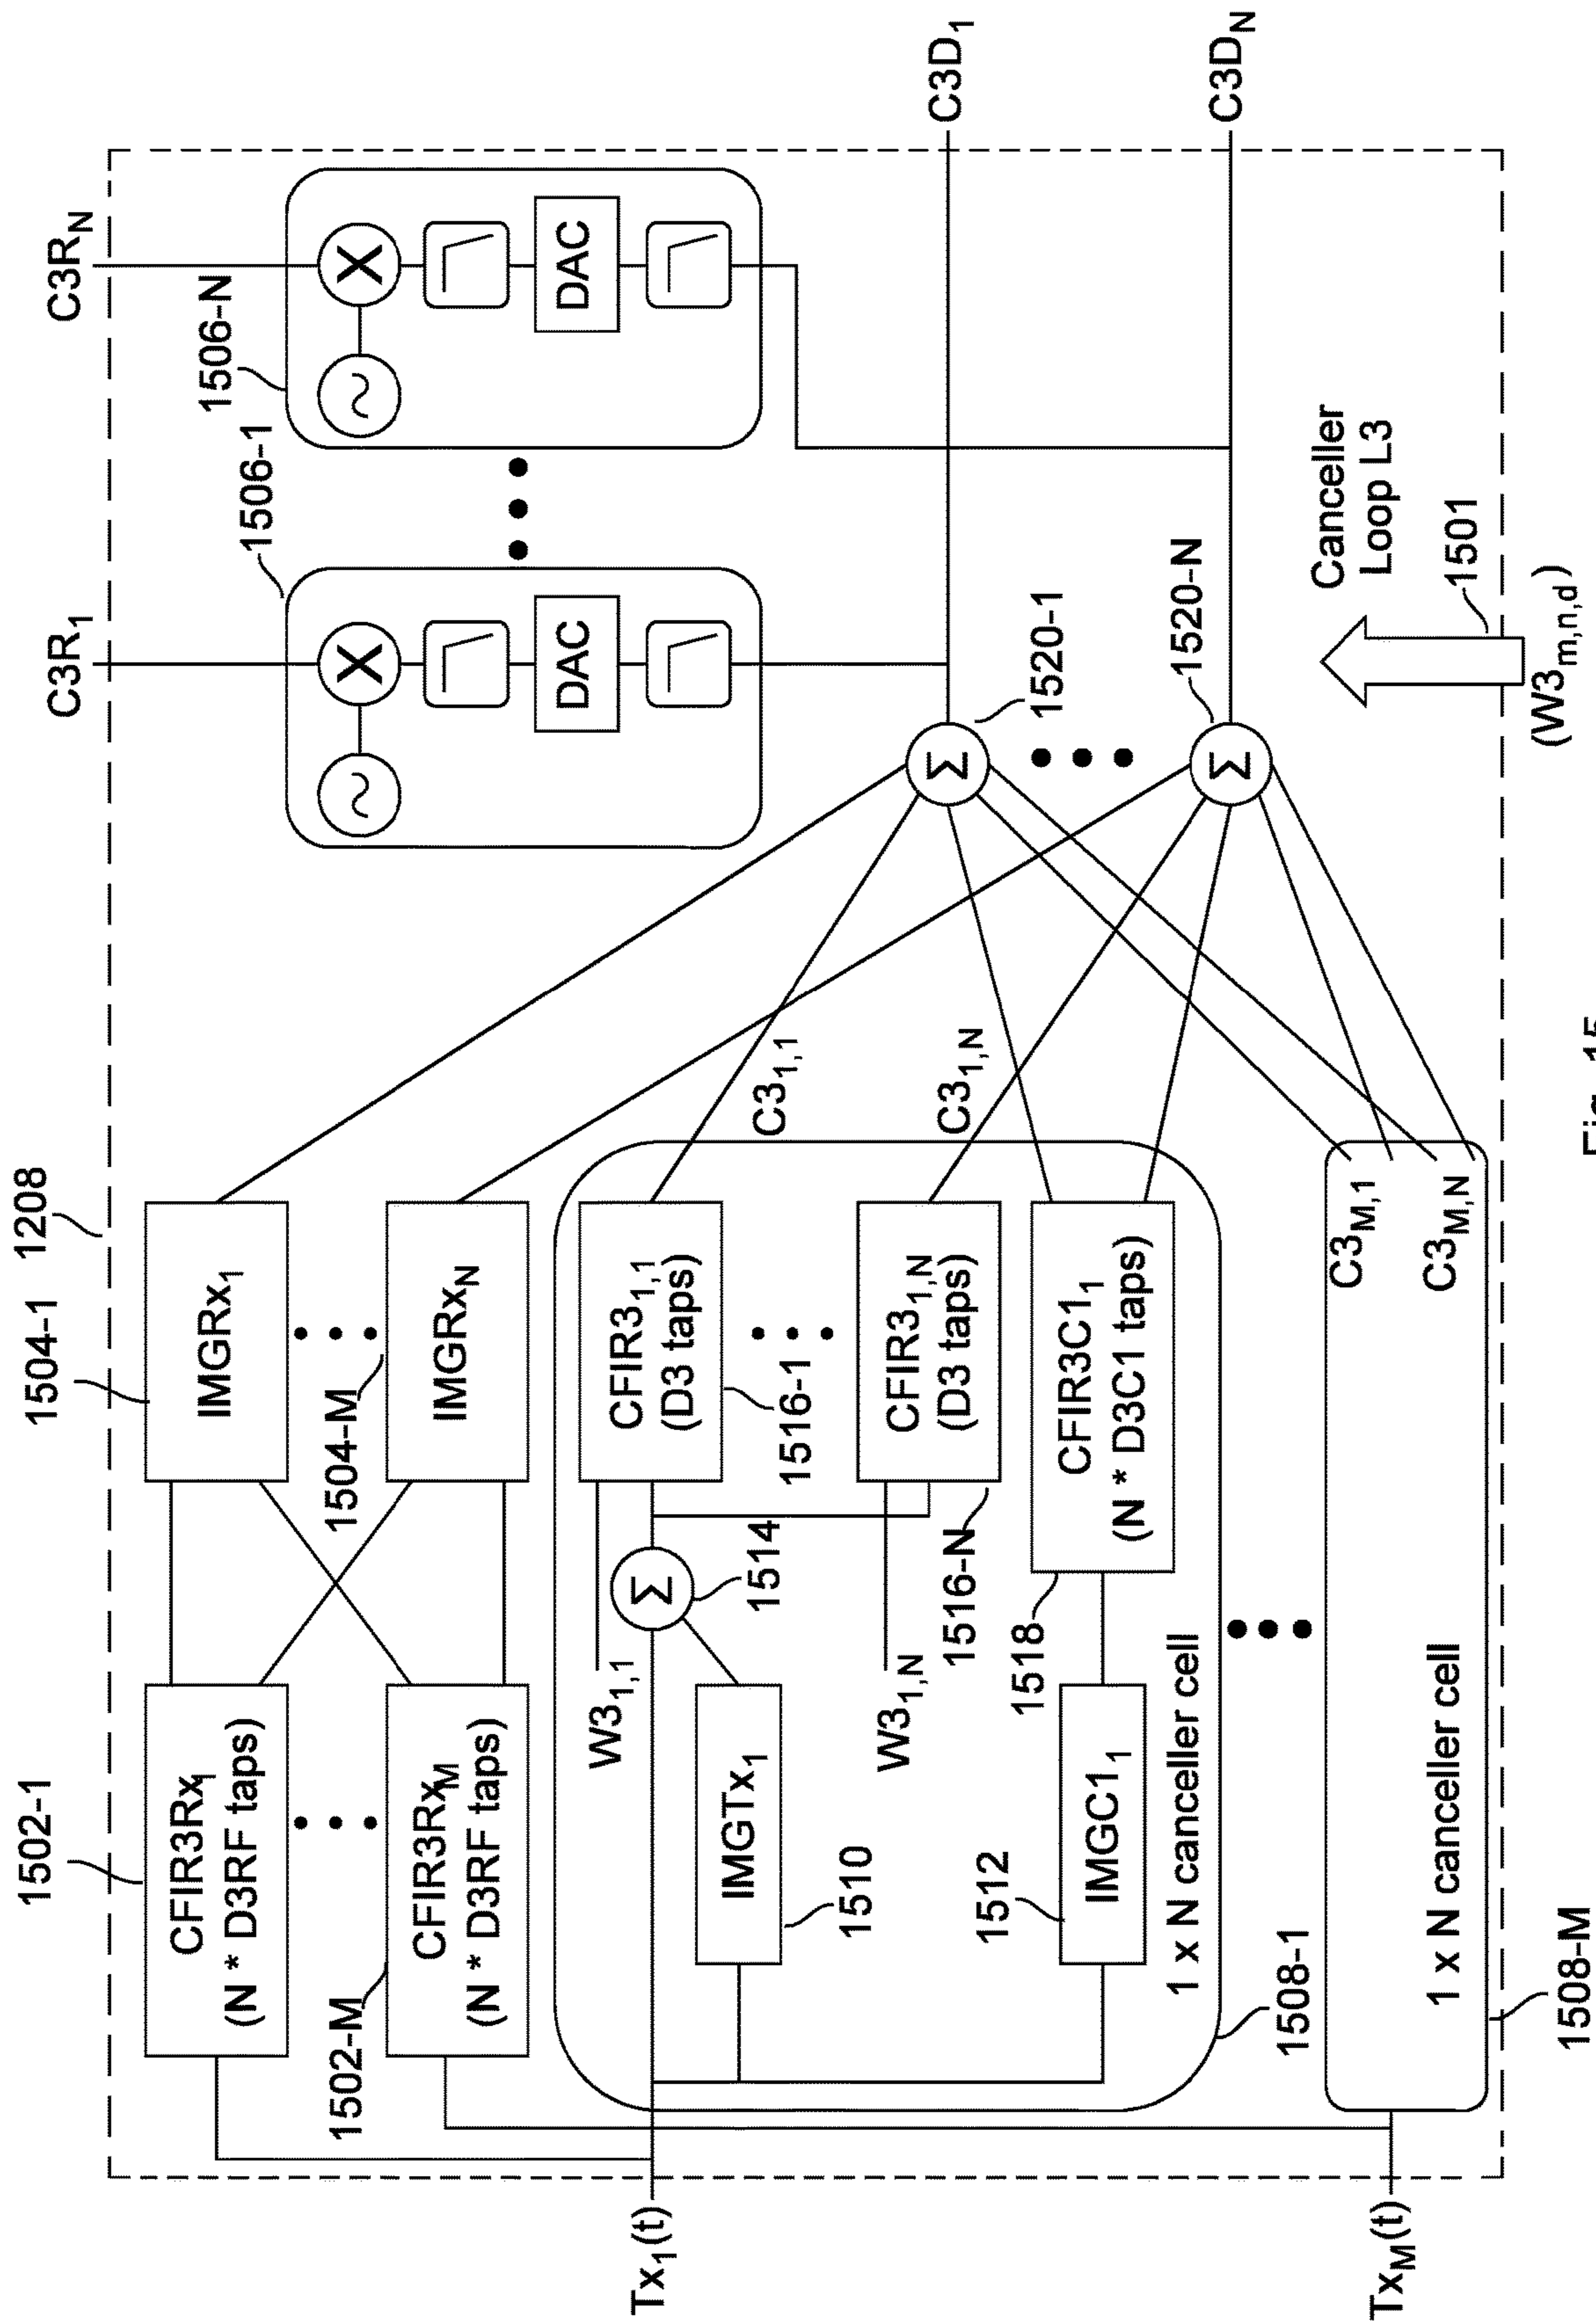 1502-1
CFIR3Rx1
(N * D3RF taps)
1502-M
CFIR3RxM
(N * D3RF taps)
1504-1
1208
IMGRx1
1504-M
IMGRxN
C3R1
C3RN
1506-1
1506-N
DAC
DAC
Tx1(t)
W31,1
Σ
1514
CFIR31,1
(D3 taps)
1516-1
C31,1
IMGTx1
1510
W31,N
CFIR31,N
(D3 taps)
1516-N
C31,N
1512
IMGC11
1518
CFIR3C11
(N * D3C1 taps)
1 x N canceller cell
1508-1
TxM(t)
1 x N canceller cell
1508-M
C3M,1
C3M,N
Σ
1520-1
C3D1
Σ
1520-N
C3DN
Canceller
Loop L3
1501
(W3m,n,d)
X
X